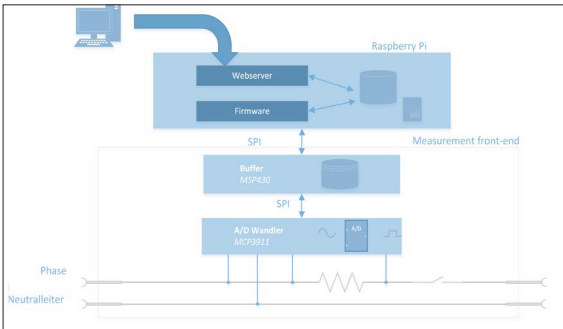 Raspberry Pi
Webserver
Firmware
SPI
Measurement front-end
Buffer
MSP430
SPI
A/D Wandler
MCP3911
A/D
Phase
Neutralleiter